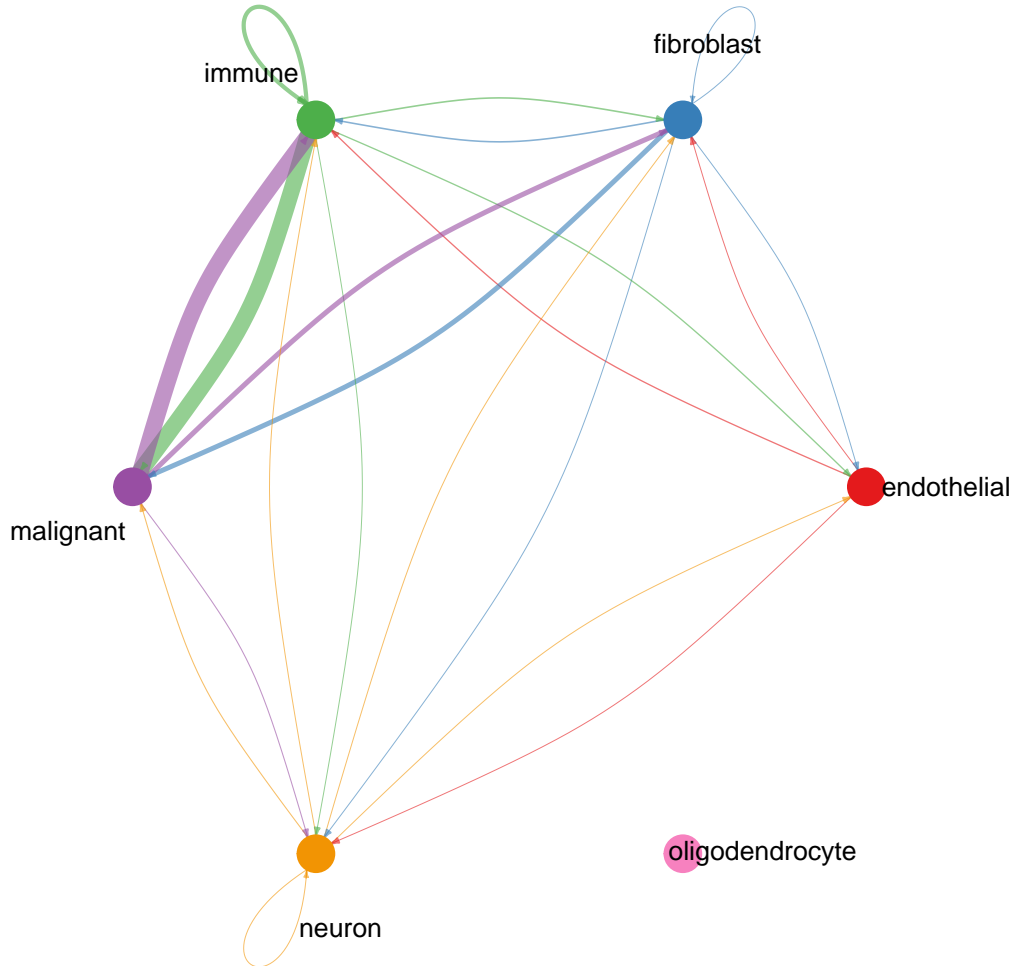 fibroblast
immune
endothelial
malignant
oligodendrocyte
neuron